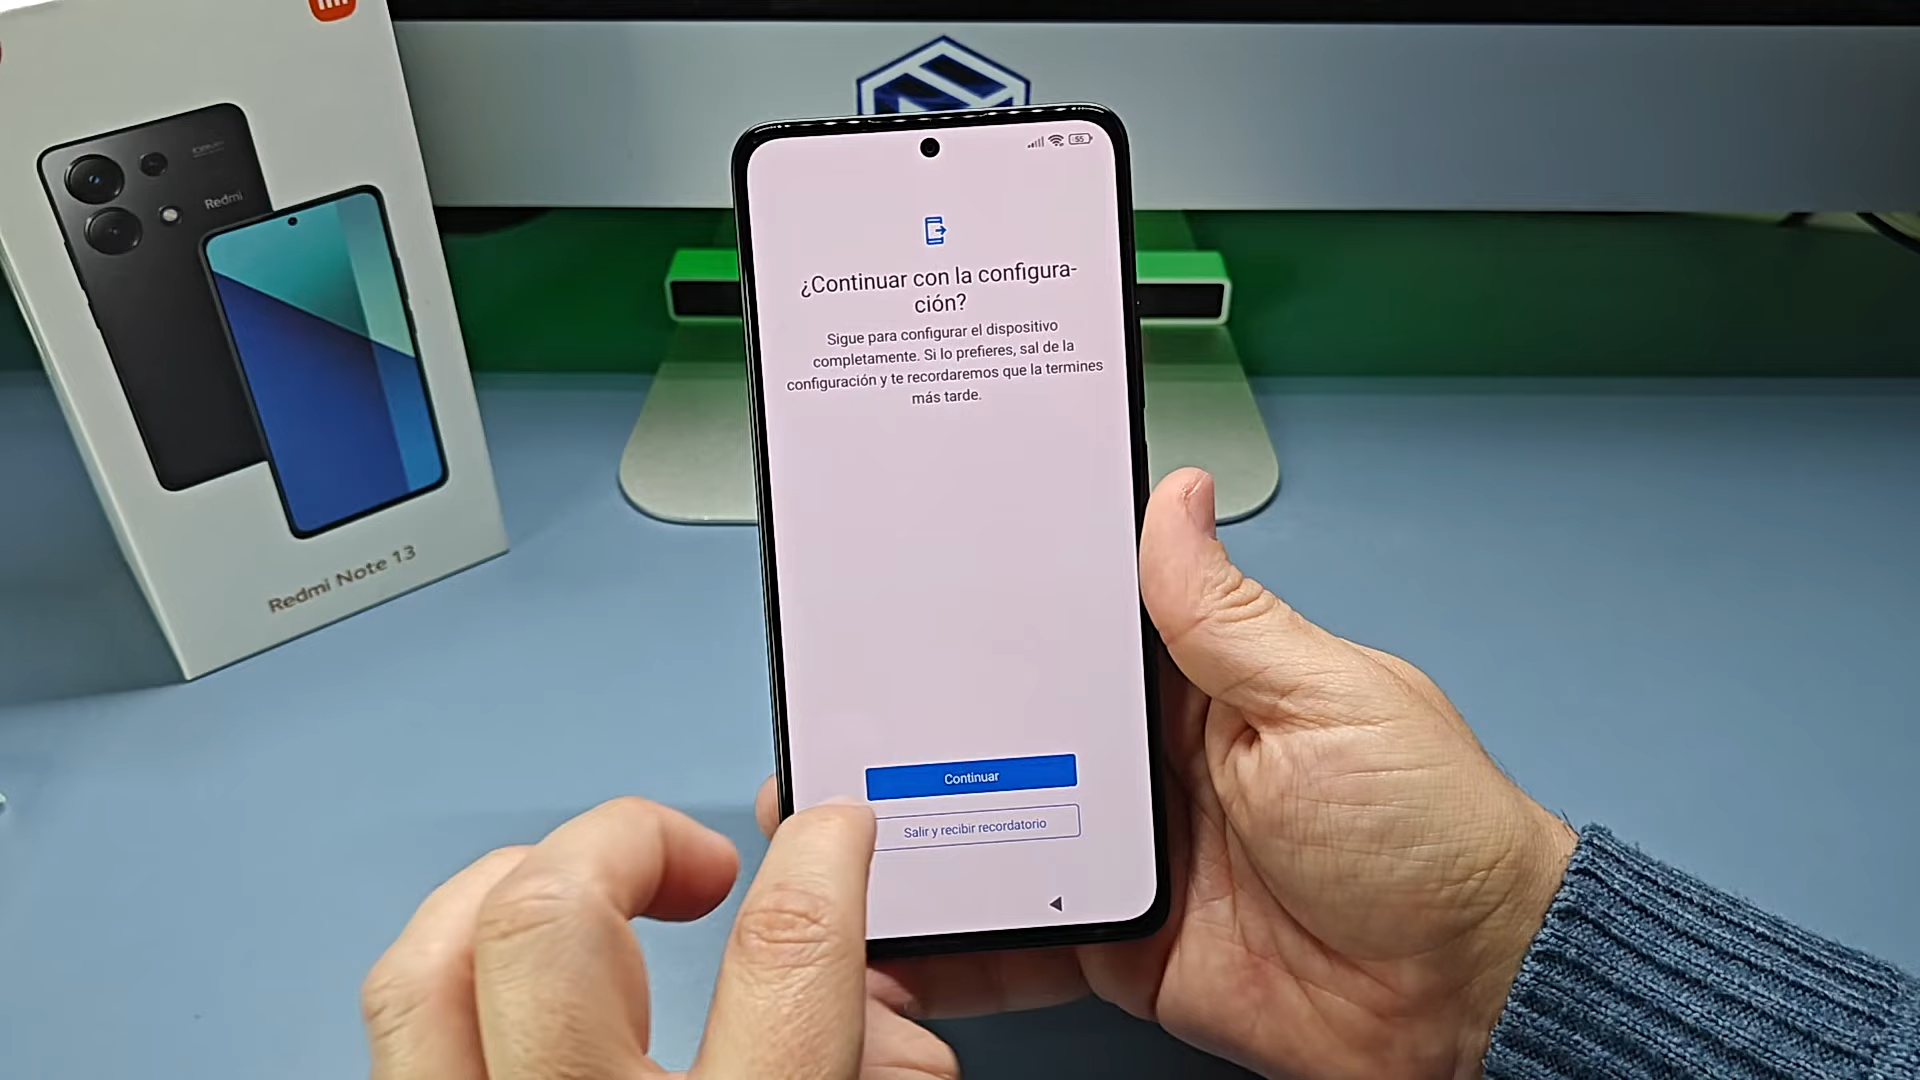 Redmi
Redmi Note 13
55
¿Continuar con la configura-
ción?
Sigue para configurar el dispositivo
completamente. Si lo prefieres, sal de la
configuración y te recordaremos que la termines
más tarde.
Continuar
Salir y recibir recordatorio